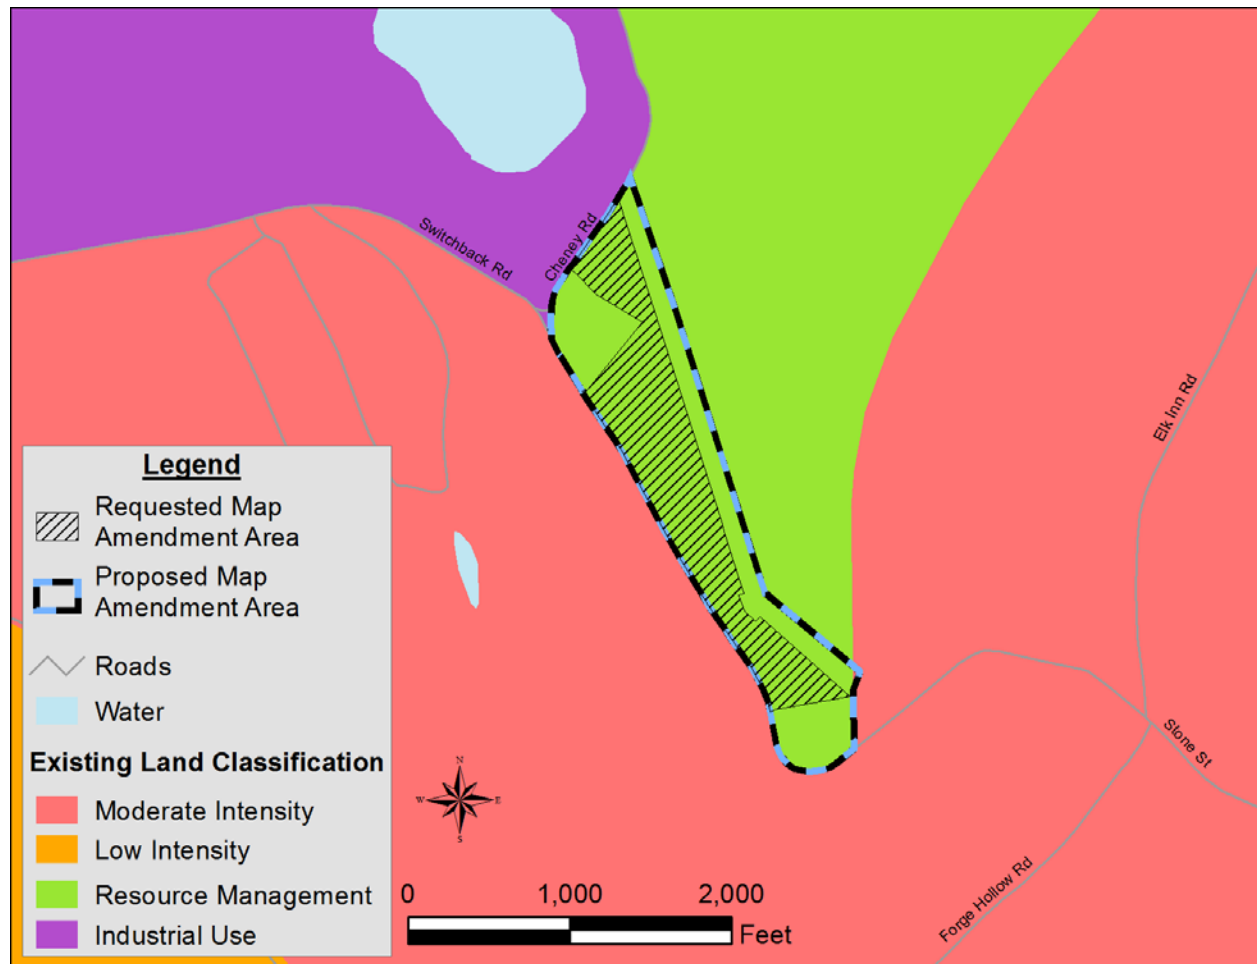 Switchback Rd
Cheney Rd
Elk Inn Rd
Stone St
Forge Hollow Rd
Legend
Requested Map
Amendment Area
Proposed Map
Amendment Area
Roads
Water
Existing Land Classification
Moderate Intensity
Low Intensity
Resource Management
Industrial Use
N
W
E
S
0 1,000 2,000
Feet